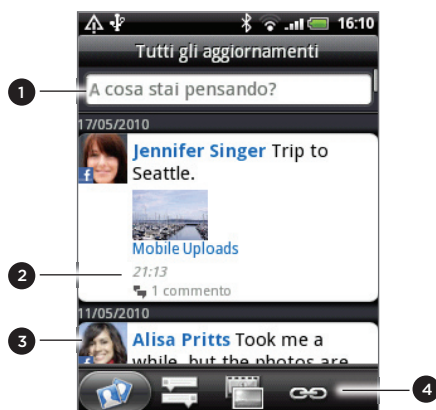 16:10
Tutti gli aggiornamenti
1
A cosa stai pensando?
17/05/2010
Jennifer Singer Trip to
Seattle.
Mobile Uploads
2
21:13
1 commento
11/05/2010
3
Alisa Pritts Took me a
while, but the photos are
4